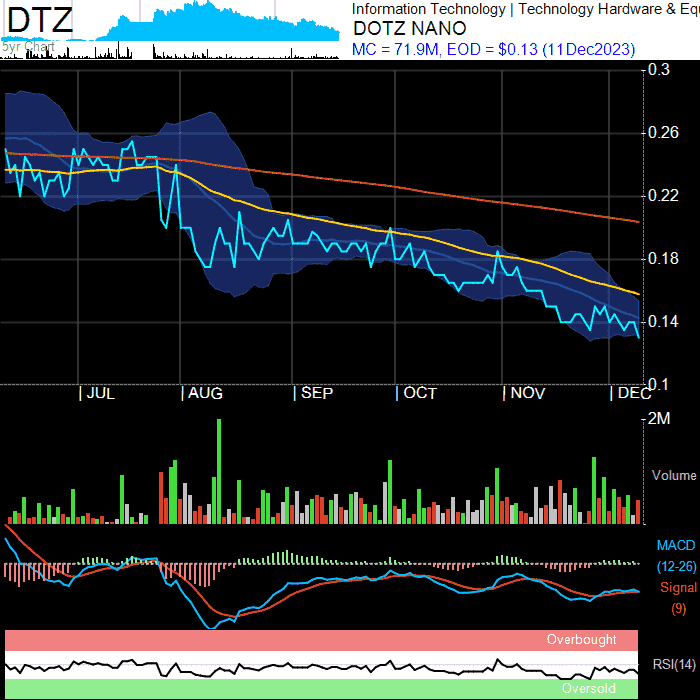 DTZ
5yr Chart
Information Technology | Technology Hardware & Equ
DOTZ NANO
MC = 71.9M, EOD = $0.13 (11Dec2023)
0.3
0.26
0.22
0.18
0.14
0.1
JUL AUG SEP OCT NOV DEC
2M
Volume
MACD
(12-26)
Signal
(9)
Overbought
RSI(14)
Oversold